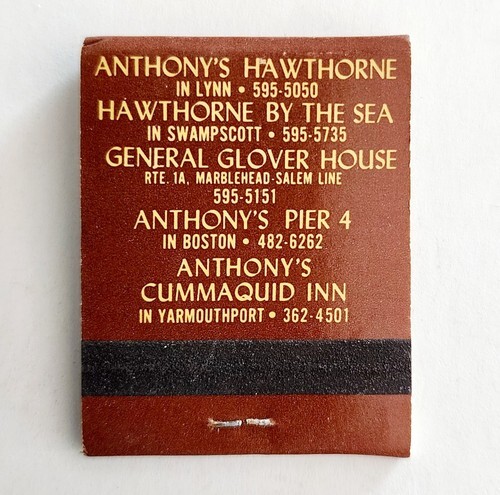 ANTHONY'S HAWTHORNE
IN LYNN • 595-5050
HAWTHORNE BY THE SEA
IN SWAMPSCOTT • 595-5735
GENERAL GLOVER HOUSE
RTE. 1A, MARBLEHEAD-SALEM LINE
595-5151
ANTHONY'S PIER 4
IN BOSTON • 482-6262
ANTHONY'S
CUMMAQUID INN
IN YARMOUTHPORT • 362-4501